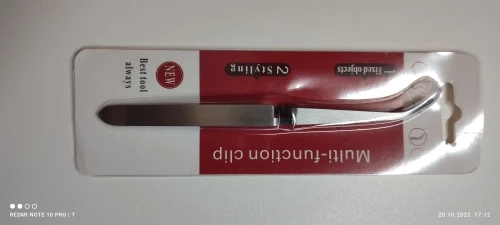 Multi-function clip
Fixed objects
2 Styling
NEW
Best tool
always
REDMI NOTE 10 PRO | T
20.10.2022 17:12